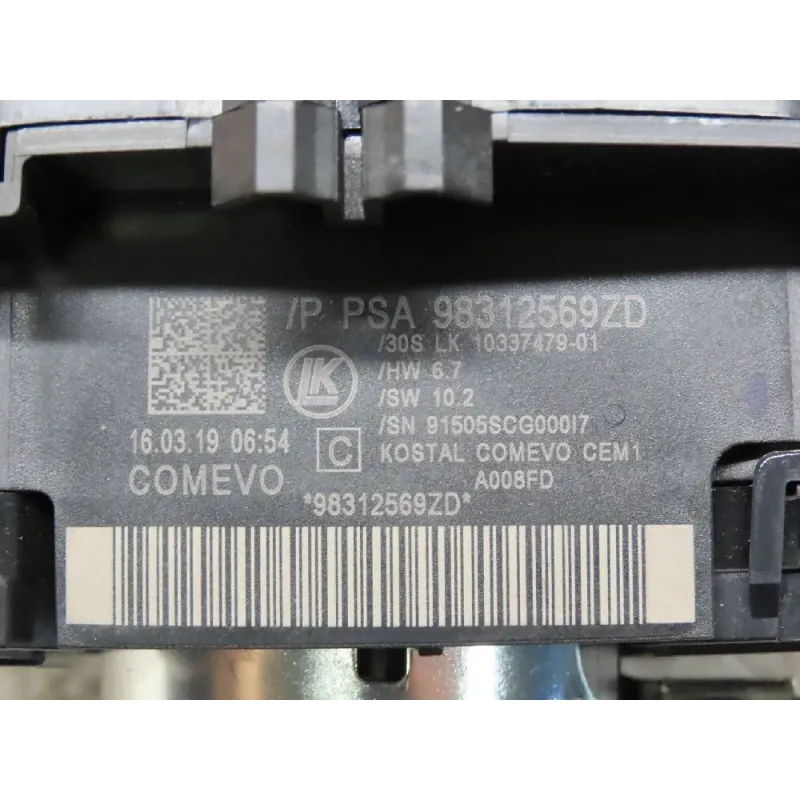 /P PSA 98312569ZD
/30S LK 10337479-01
LK
/HW 6.7
/SW 10.2
/SN 91505SCG000I7
16.03.19 06:54
C
KOSTAL COMEVO CEM1
COMEVO
A008FD
*98312569ZD*